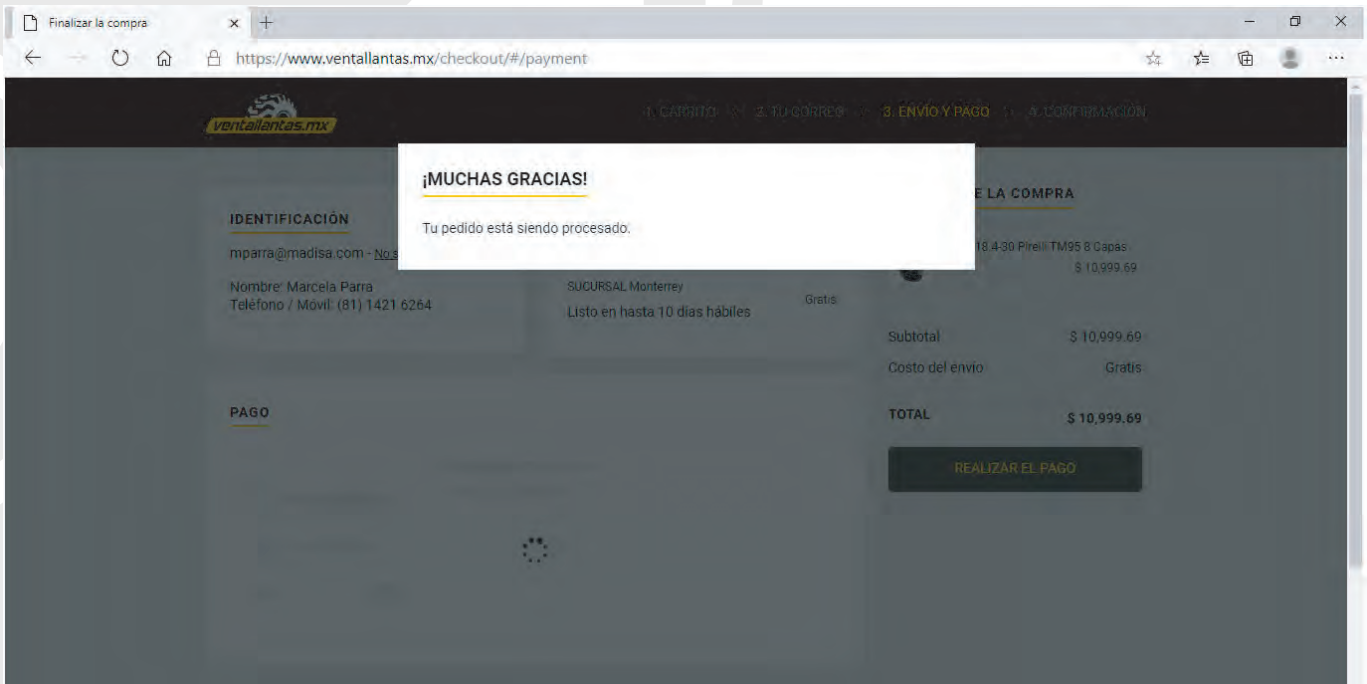 Finalizar la compra
https://www.ventallantas.mx/checkout/#/payment
ventallantas.mx
1. CARRITO
2. TU CORREO
3. ENVÍO Y PAGO
4. CONFIRMACIÓN
¡MUCHAS GRACIAS!
Tu pedido está siendo procesado.
IDENTIFICACIÓN
mparra@madisa.com -
Nombre: Marcela Parra
Teléfono / Móvil: (81) 1421 6264
SUCURSAL Monterrey
Gratis
Listo en hasta 10 días hábiles
PAGO
LA COMPRA
18.4-30 Pirelli TM95 8 Capas
$ 10,999.69
Subtotal $ 10,999.69
Costo del envío Gratis
TOTAL $ 10,999.69
REALIZAR EL PAGO